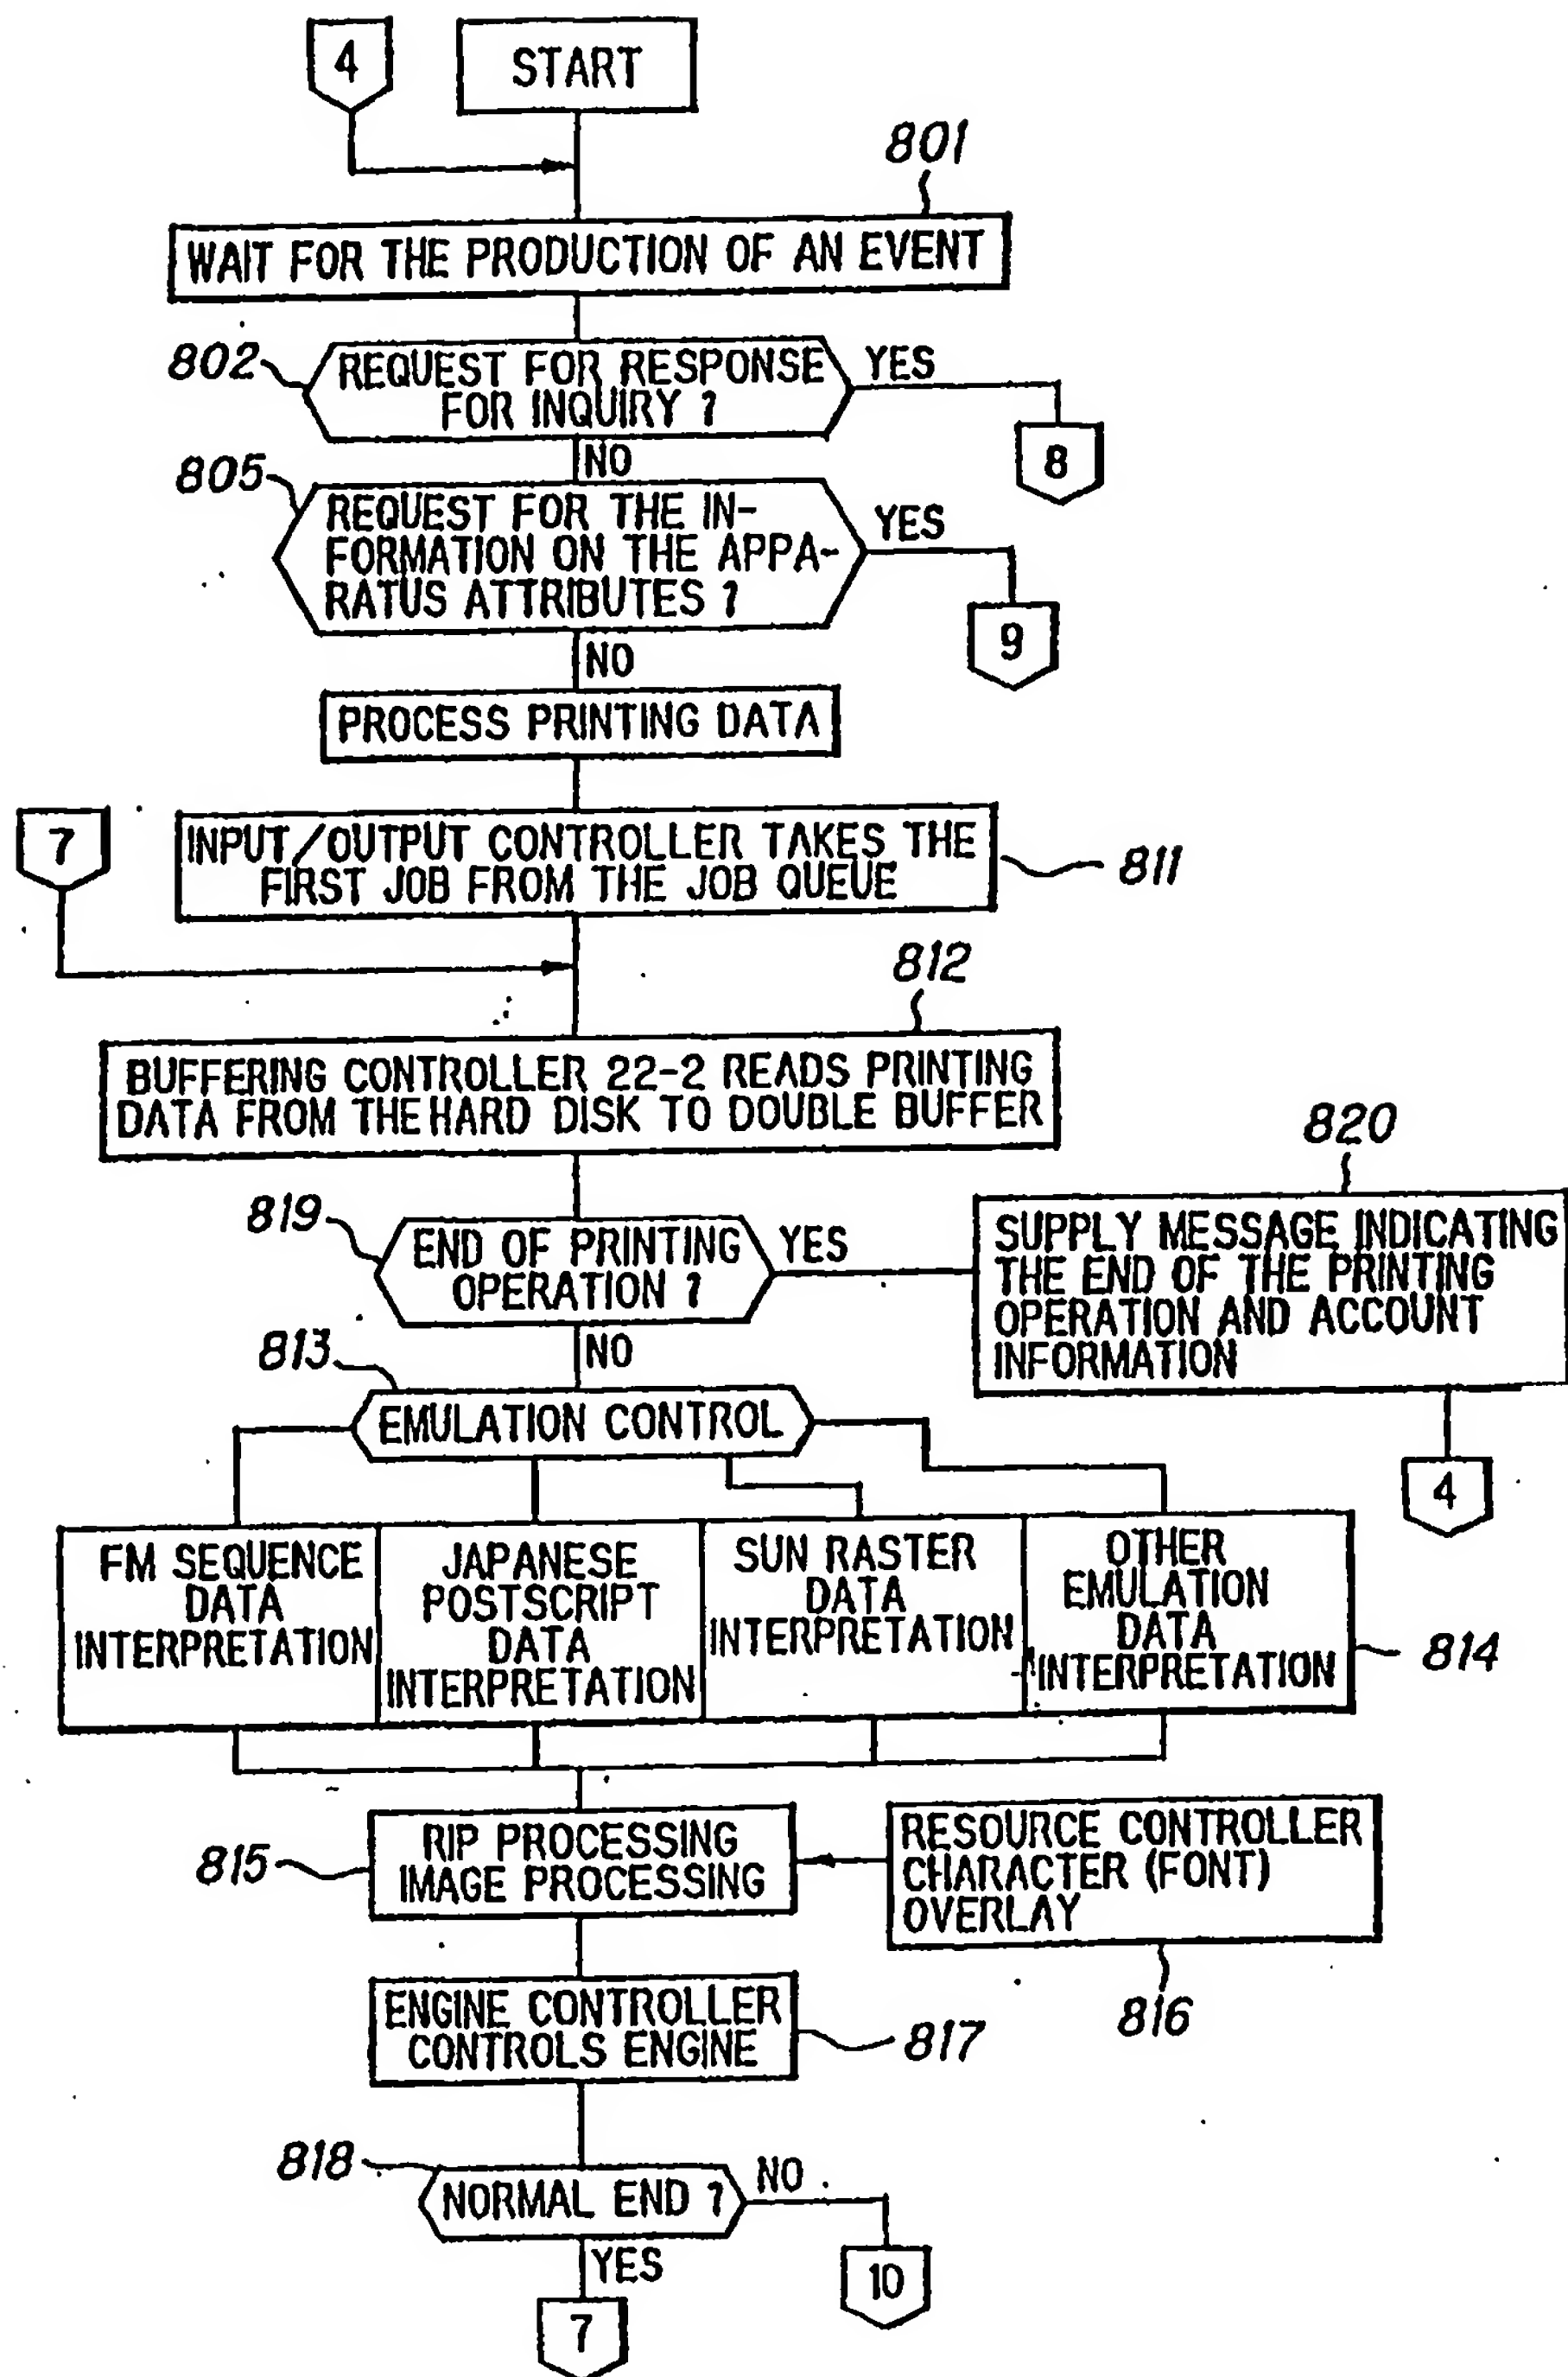 4
START
801
WAIT FOR THE PRODUCTION OF AN EVENT
802
REQUEST FOR RESPONSE
FOR INQUIRY ?
YES
8
NO
805
REQUEST FOR THE IN-
FORMATION ON THE APPA-
RATUS ATTRIBUTES ?
YES
9
NO
PROCESS PRINTING DATA
7
INPUT/OUTPUT CONTROLLER TAKES THE
FIRST JOB FROM THE JOB QUEUE
811
812
BUFFERING CONTROLLER 22-2 READS PRINTING
DATA FROM THE HARD DISK TO DOUBLE BUFFER
819
END OF PRINTING
OPERATION ?
YES
820
SUPPLY MESSAGE INDICATING
THE END OF THE PRINTING
OPERATION AND ACCOUNT
INFORMATION
4
NO
813
EMULATION CONTROL
FM SEQUENCE
DATA
INTERPRETATION
JAPANESE
POSTSCRIPT
DATA
INTERPRETATION
SUN RASTER
DATA
INTERPRETATION
OTHER
EMULATION
DATA
INTERPRETATION
814
815
RIP PROCESSING
IMAGE PROCESSING
RESOURCE CONTROLLER
CHARACTER (FONT)
OVERLAY
816
ENGINE CONTROLLER
CONTROLS ENGINE
817
818
NORMAL END ?
NO
10
YES
7